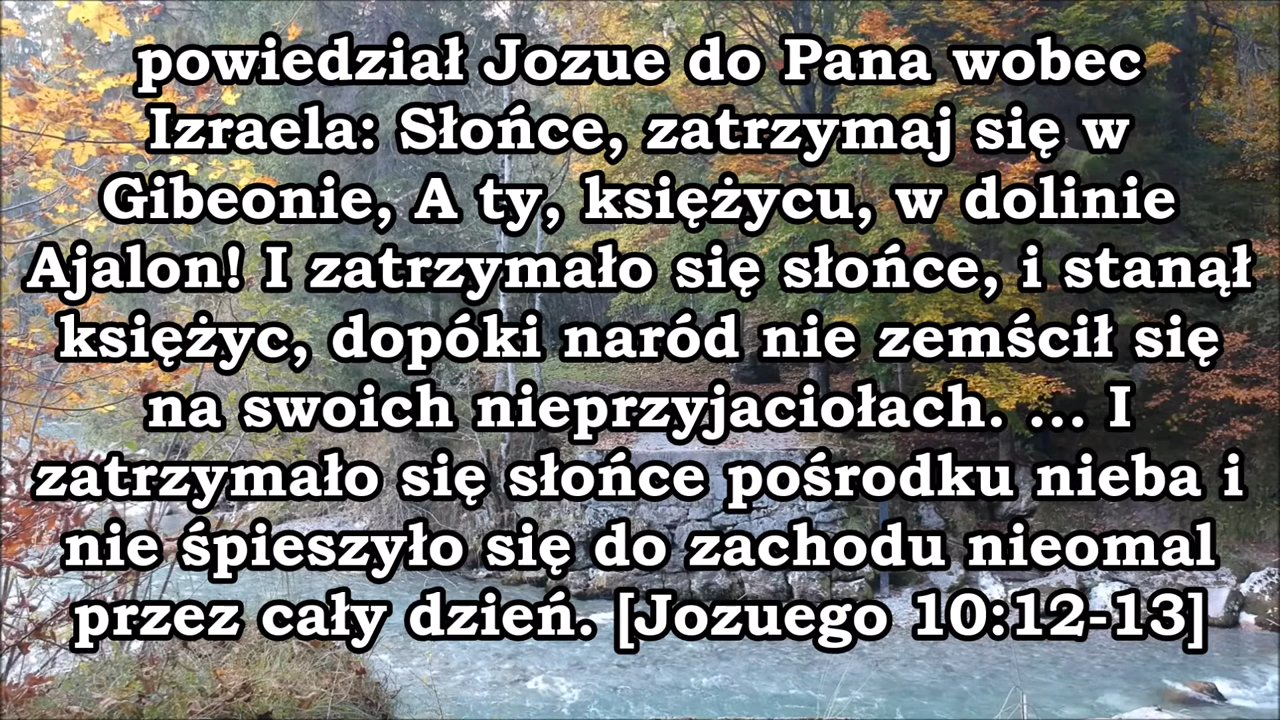 powiedział Jozue do Pana wobec
Izraela: Słońce, zatrzymaj się w
Gibeonie, A ty, księżycu, w dolinie
Ajalon! I zatrzymało się słońce, i stanął
księżyc, dopóki naród nie zemścił się
na swoich nieprzyjaciołach. ... I
zatrzymało się słońce pośrodku nieba i
nie śpieszyło się do zachodu nieomal
przez cały dzień. [Jozuego 10:12-13]